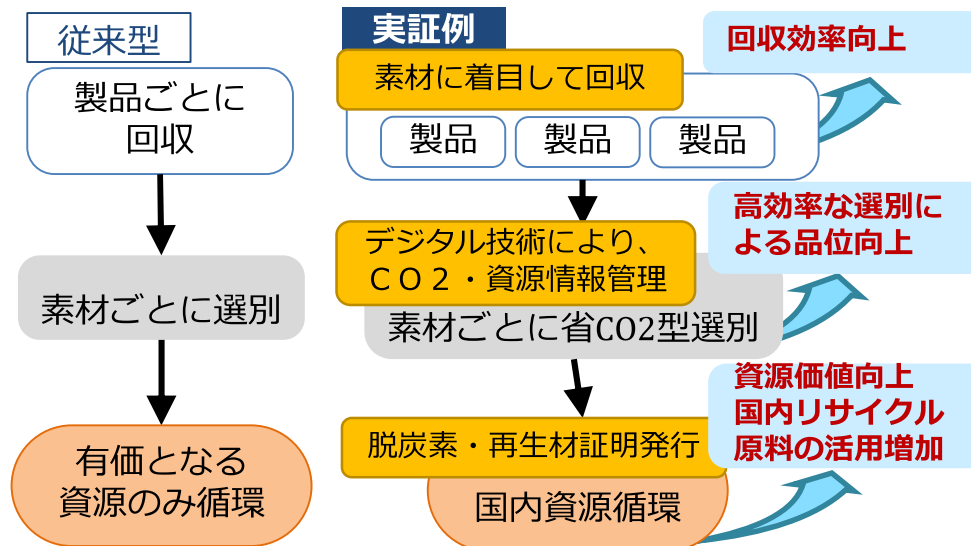 従来型
製品ごとに
回収
素材ごとに選別
有価となる
資源のみ循環
実証例
素材に着目して回収
製品
製品
製品
回収効率向上
デジタル技術により、
ＣＯ２・資源情報管理
素材ごとに省CO2型選別
高効率な選別に
よる品位向上
脱炭素・再生材証明発行
国内資源循環
資源価値向上
国内リサイクル
原料の活用増加